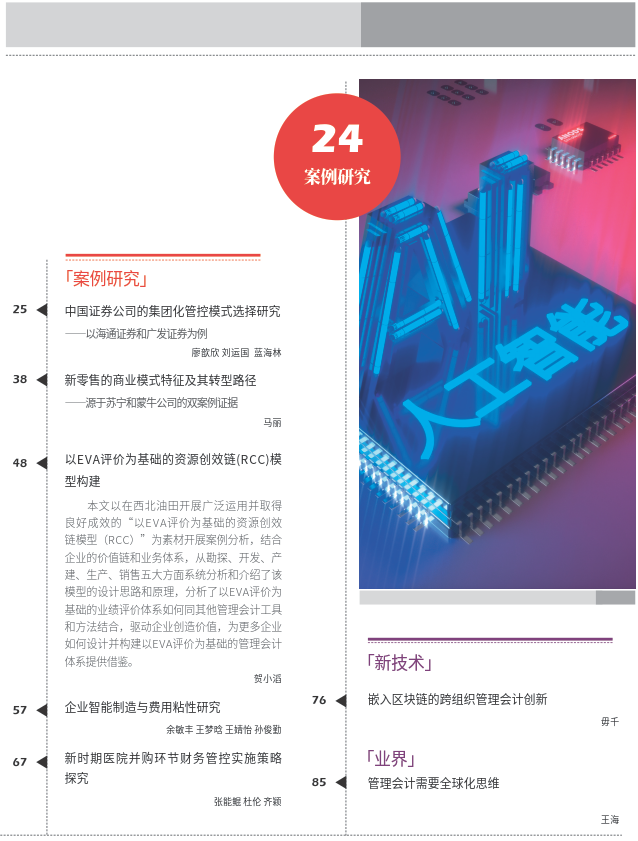 24
案例研究
AI
人工智能
「案例研究」
25
中国证券公司的集团化管控模式选择研究
——以海通证券和广发证券为例
廖歆欣 刘运国 蓝海林
38
新零售的商业模式特征及其转型路径
——源于苏宁和蒙牛公司的双案例证据
马丽
48
以EVA评价为基础的资源创效链(RCC)模
型构建
本文以在西北油田开展广泛运用并取得
良好成效的“以EVA评价为基础的资源创效
链模型（RCC）”为素材开展案例分析，结合
企业的价值链和业务体系，从勘探、开发、产
建、生产、销售五大方面系统分析和介绍了该
模型的设计思路和原理，分析了以EVA评价为
基础的业绩评价体系如何同其他管理会计工具
和方法结合，驱动企业创造价值，为更多企业
如何设计并构建以EVA评价为基础的管理会计
体系提供借鉴。
贺小滔
57
企业智能制造与费用粘性研究
余敏丰 王梦晗 王婧怡 孙俊勤
67
新时期医院并购环节财务管控实施策略
探究
张能鲲 杜伦 齐颖
「新技术」
76
嵌入区块链的跨组织管理会计创新
毋千
「业界」
85
管理会计需要全球化思维
王海